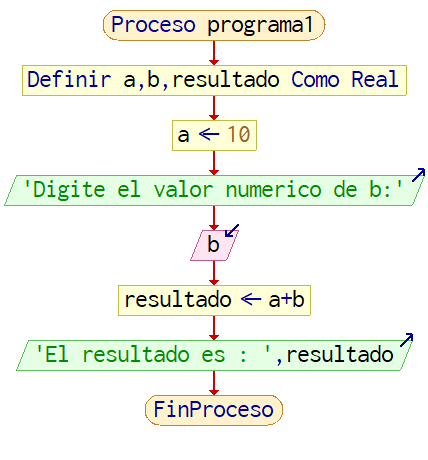 Proceso programa1
Definir a,b,resultado Como Real
a ← 10
'Digite el valor numerico de b:'
b
resultado ← a+b
'El resultado es : ',resultado
FinProceso